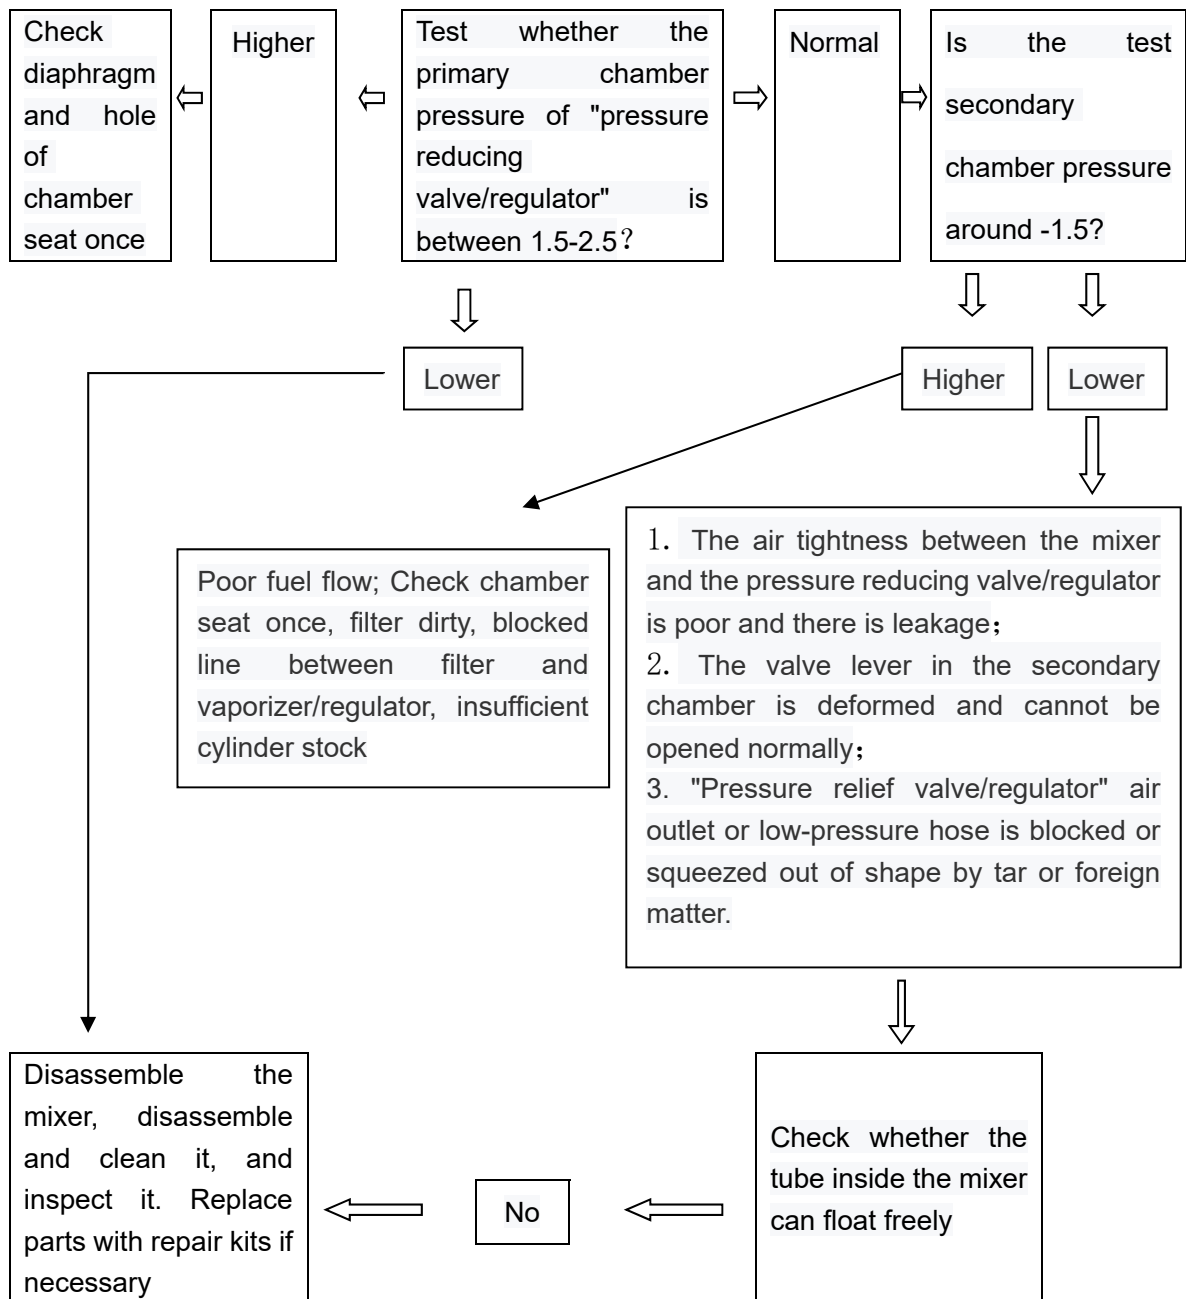 Check
diaphragm
and hole
of
chamber
seat once
Higher
Test whether the
primary chamber
pressure of "pressure
reducing
valve/regulator" is
between 1.5-2.5？
Normal
Is the test
secondary
chamber pressure
around -1.5?
Lower
Higher
Lower
Poor fuel flow; Check chamber
seat once, filter dirty, blocked
line between filter and
vaporizer/regulator, insufficient
cylinder stock
1. The air tightness between the mixer
and the pressure reducing valve/regulator
is poor and there is leakage；
2. The valve lever in the secondary
chamber is deformed and cannot be
opened normally；
3. "Pressure relief valve/regulator" air
outlet or low-pressure hose is blocked or
squeezed out of shape by tar or foreign
matter.
Disassemble the
mixer, disassemble
and clean it, and
inspect it. Replace
parts with repair kits if
necessary
No
Check whether the
tube inside the mixer
can float freely